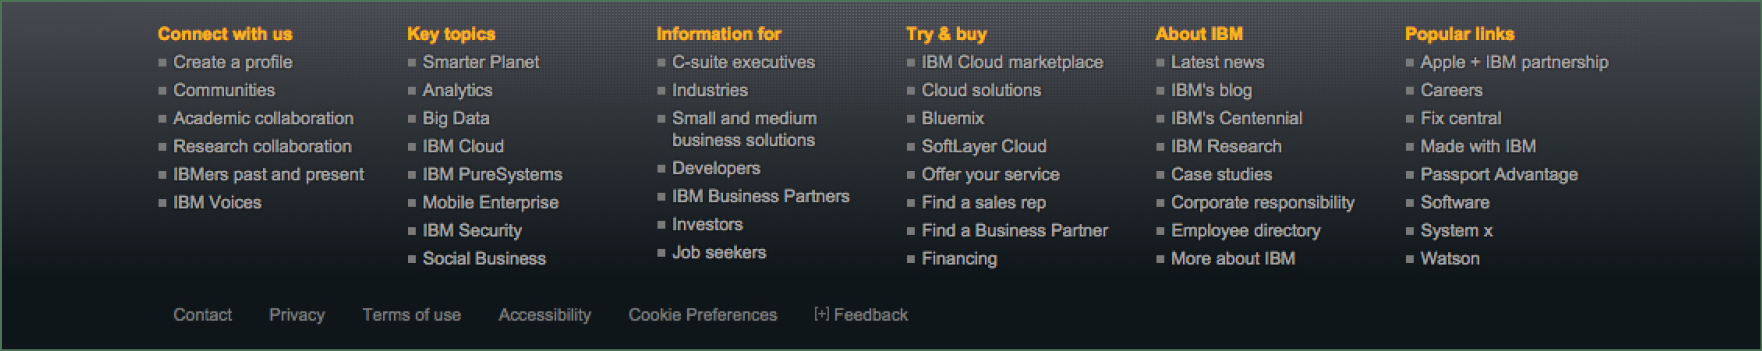 Connect with us
Create a profile
Communities
Academic collaboration
Research collaboration
IBMers past and present
IBM Voices
Key topics
Smarter Planet
Analytics
Big Data
IBM Cloud
IBM PureSystems
Mobile Enterprise
IBM Security
Social Business
Information for
C-suite executives
Industries
Small and medium
business solutions
Developers
IBM Business Partners
Investors
Job seekers
Try & buy
IBM Cloud marketplace
Cloud solutions
Bluemix
SoftLayer Cloud
Offer your service
Find a sales rep
Find a Business Partner
Financing
About IBM
Latest news
IBM's blog
IBM's Centennial
IBM Research
Case studies
Corporate responsibility
Employee directory
More about IBM
Popular links
Apple + IBM partnership
Careers
Fix central
Made with IBM
Passport Advantage
Software
System x
Watson
Contact Privacy Terms of use Accessibility Cookie Preferences [+] Feedback